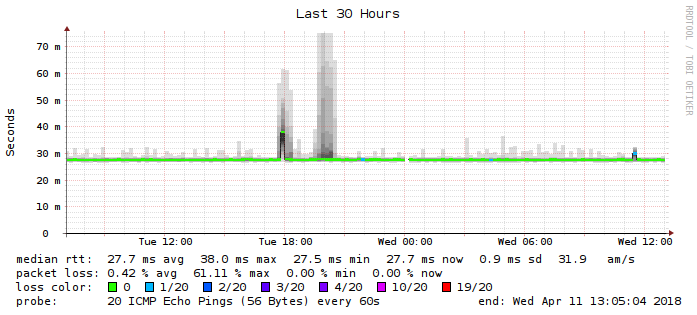 Last 30 Hours
RRDTOOL / TOBI OETIKER
Seconds
70 m
60 m
50 m
40 m
30 m
20 m
10 m
0
Tue 12:00 Tue 18:00 Wed 00:00 Wed 06:00 Wed 12:00
median rtt: 27.7 ms avg 38.0 ms max 27.5 ms min 27.7 ms now 0.9 ms sd 31.9 am/s
packet loss: 0.42 % avg 61.11 % max 0.00 % min 0.00 % now
loss color: 0 1/20 2/20 3/20 4/20 10/20 19/20
probe: 20 ICMP Echo Pings (56 Bytes) every 60s end: Wed Apr 11 13:05:04 2018